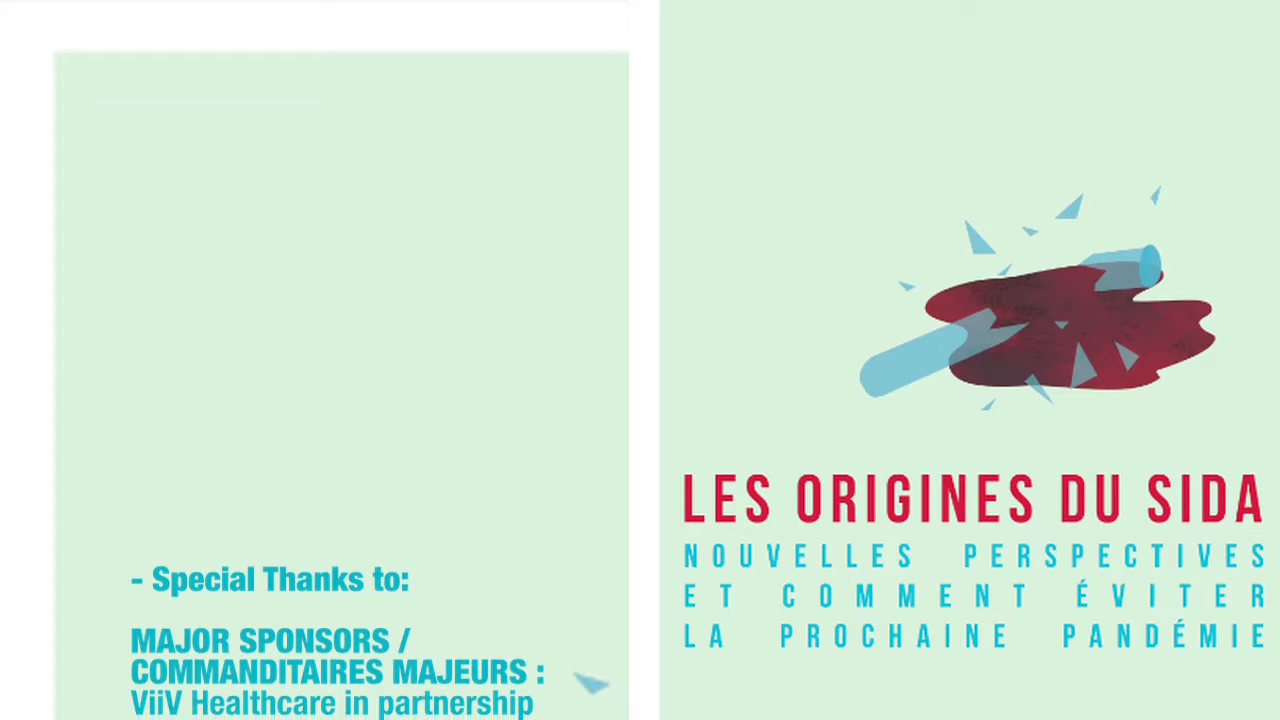 - Special Thanks to:
MAJOR SPONSORS /
COMMANDITAIRES MAJEURS :
ViiV Healthcare in partnership
LES ORIGINES DU SIDA
NOUVELLES PERSPECTIVES
ET COMMENT ÉVITER
LA PROCHAINE PANDÉMIE